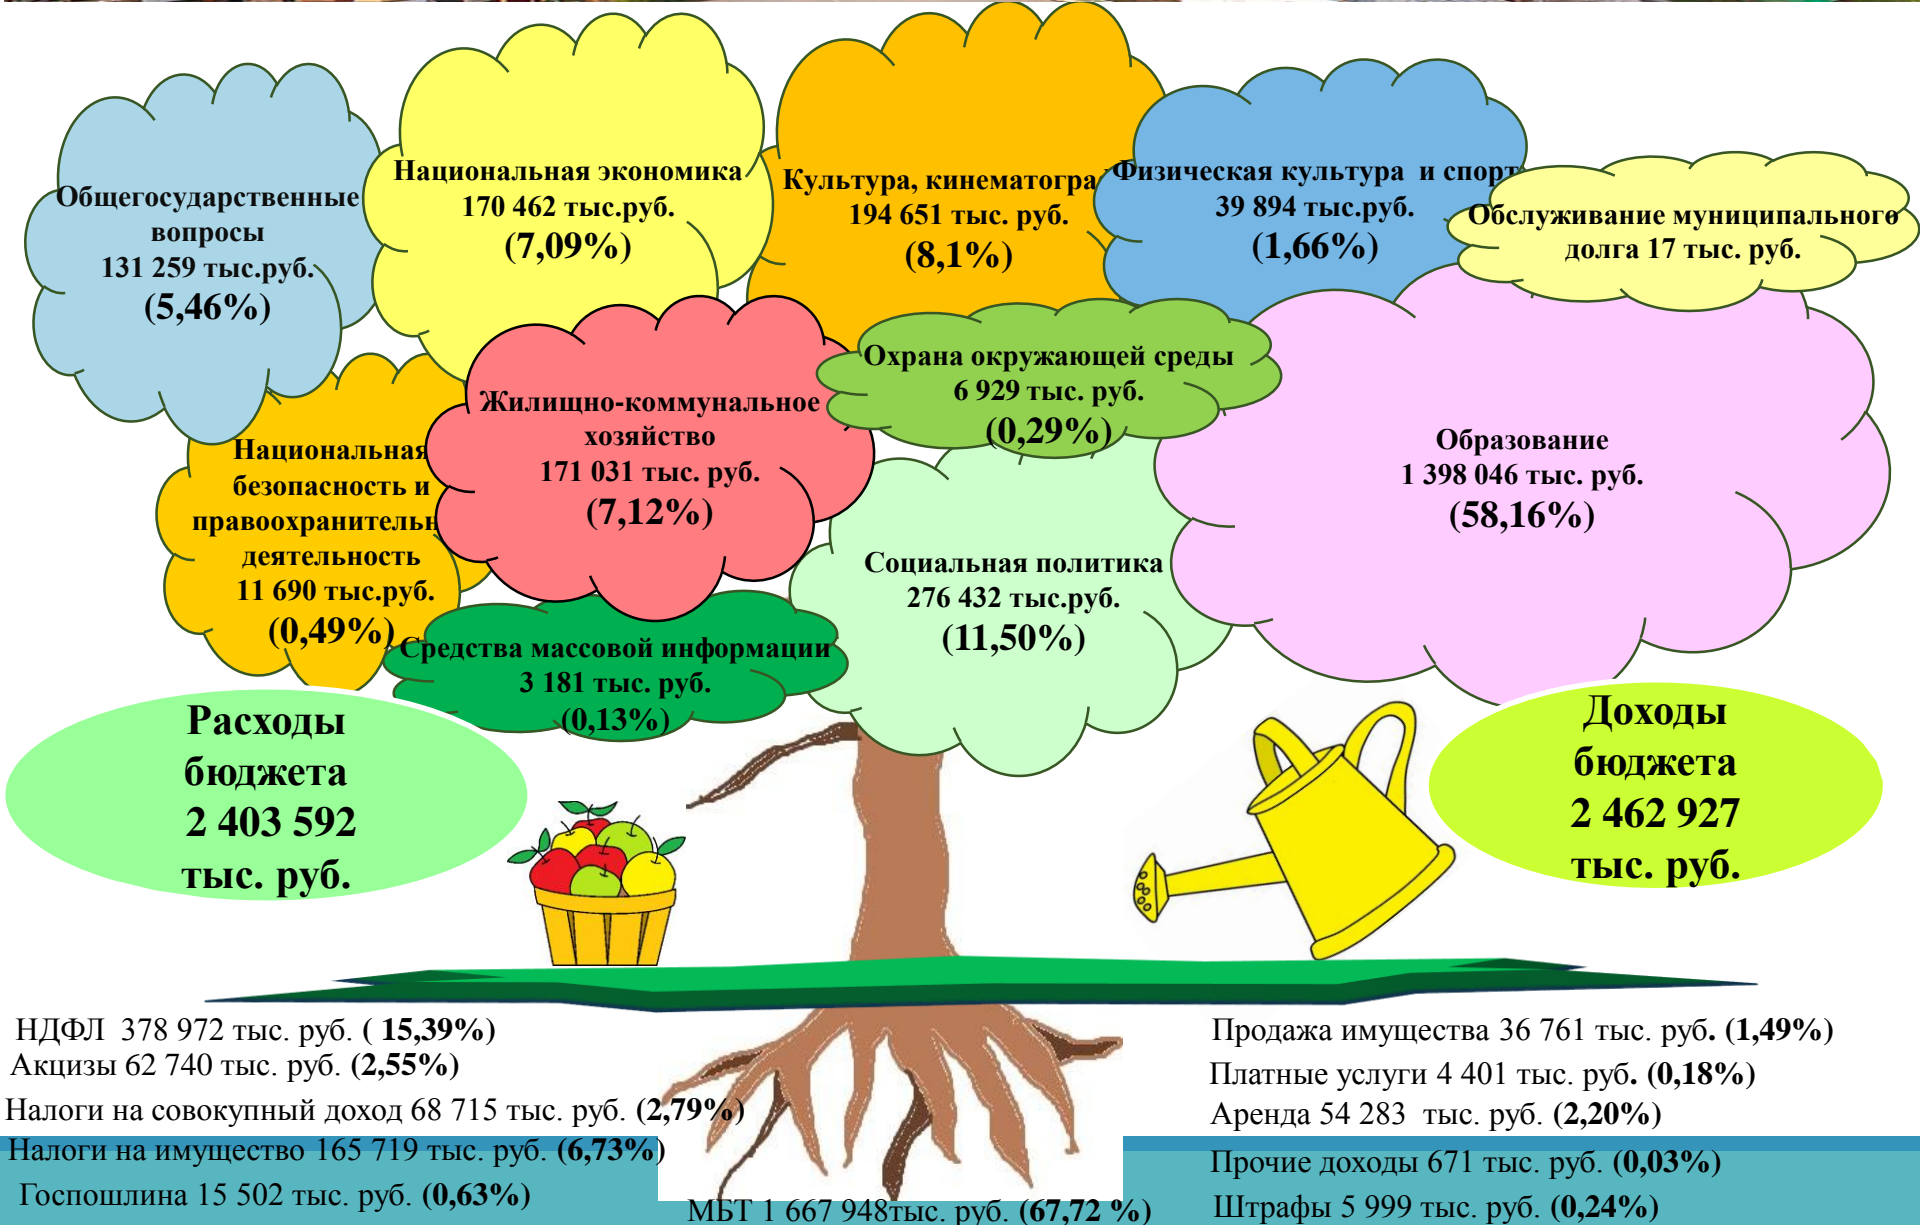 Общегосударственные
вопросы
131 259 тыс.руб.
(5,46%)
Национальная экономика
170 462 тыс.руб.
(7,09%)
Культура, кинематогра
194 651 тыс. руб.
(8,1%)
Физическая культура и спорт
39 894 тыс.руб.
(1,66%)
Обслуживание муниципального
долга 17 тыс. руб.
Национальная
безопасность и
правоохранительн
деятельность
11 690 тыс.руб.
(0,49%)
Жилищно-коммунальное
хозяйство
171 031 тыс. руб.
(7,12%)
Охрана окружающей среды
6 929 тыс. руб.
(0,29%)
Образование
1 398 046 тыс. руб.
(58,16%)
Социальная политика
276 432 тыс.руб.
(11,50%)
Средства массовой информации
3 181 тыс. руб.
(0,13%)
Расходы
бюджета
2 403 592
тыс. руб.
Доходы
бюджета
2 462 927
тыс. руб.
НДФЛ 378 972 тыс. руб. ( 15,39%)
Акцизы 62 740 тыс. руб. (2,55%)
Налоги на совокупный доход 68 715 тыс. руб. (2,79%)
Налоги на имущество 165 719 тыс. руб. (6,73%)
Госпошлина 15 502 тыс. руб. (0,63%)
МБТ 1 667 948тыс. руб. (67,72 %)
Продажа имущества 36 761 тыс. руб. (1,49%)
Платные услуги 4 401 тыс. руб. (0,18%)
Аренда 54 283 тыс. руб. (2,20%)
Прочие доходы 671 тыс. руб. (0,03%)
Штрафы 5 999 тыс. руб. (0,24%)